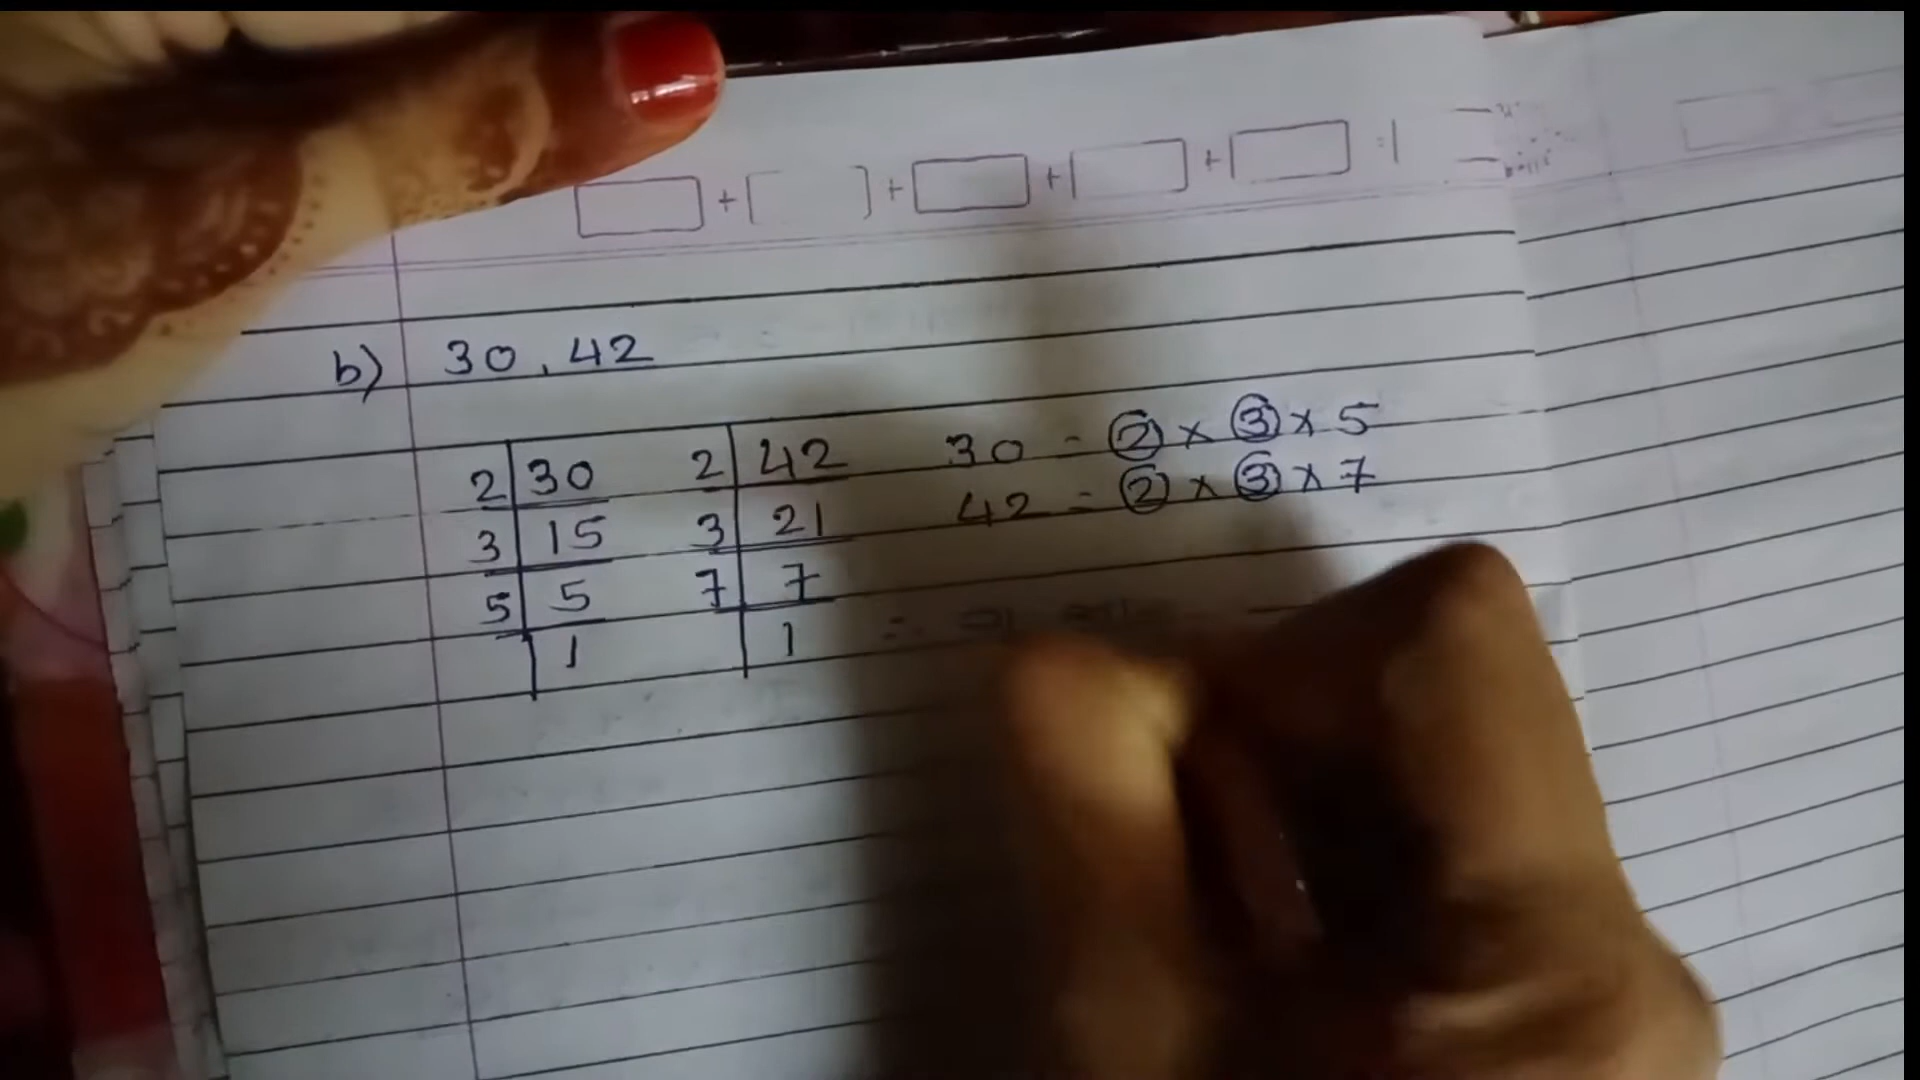 b) 30, 42
2 30 2 42 30 = 2 × 3 × 5
3 15 3 21 42 = 2 × 3 × 7
5 5 7 7
1 1 ∴